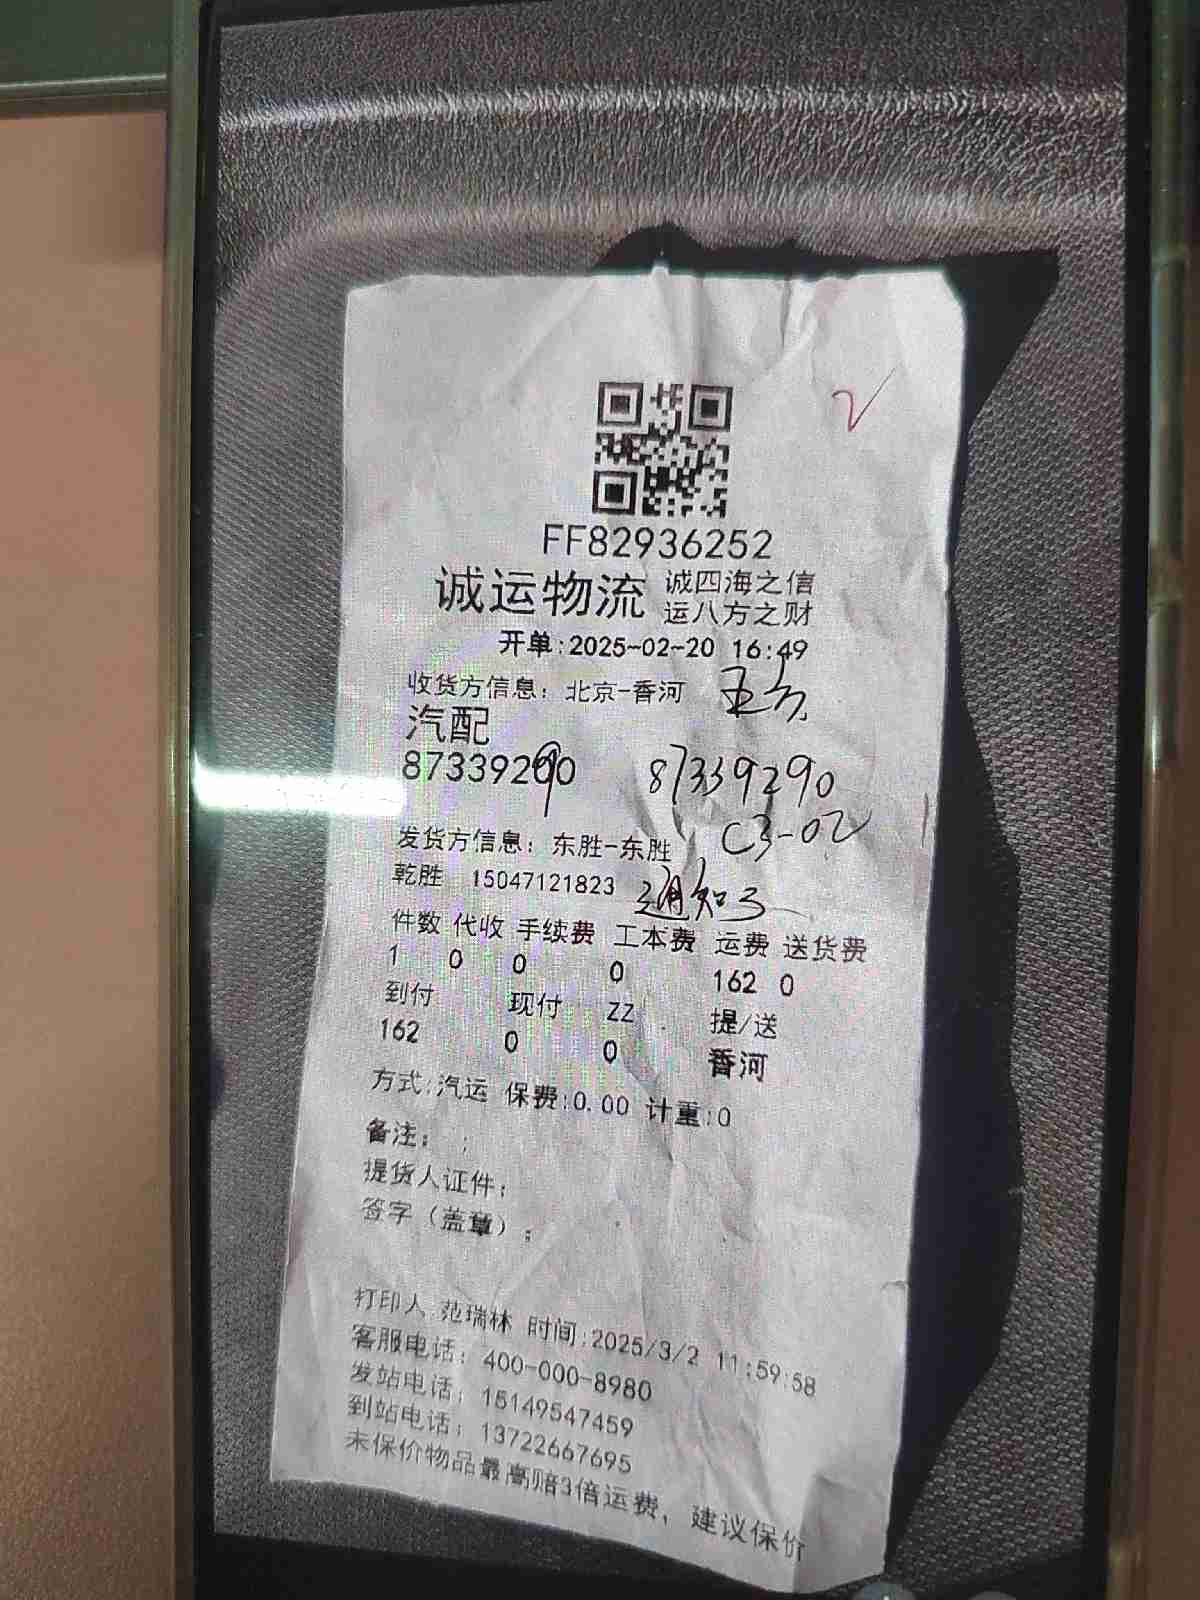 FF82936252
诚运物流 诚四海之信
运八方之财
开单:2025-02-20 16:49
收货方信息: 北京-香河
汽配
87339290 87339290
C3-02
发货方信息: 东胜-东胜
乾胜 15047121823 通知了
件数 代收 手续费 工本费 运费 送货费
1 0 0 0 162 0
到付 现付 ZZ 提/送
162 0 0 香河
方式:汽运 保费:0.00 计重:0
备注: ;
提货人证件:
签字(盖章):
打印人 范瑞林 时间:2025/3/2 11:59:58
客服电话: 400-000-8980
发站电话: 15149547459
到站电话: 13722667695
未保价物品最高赔3倍运费, 建议保价